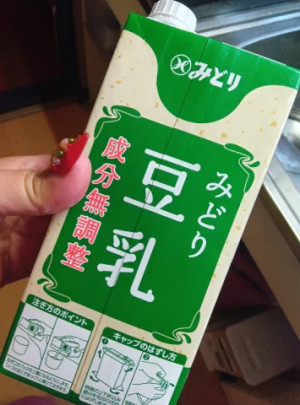 みどり
みどり
豆乳
成分無調整
注ぎ方のポイント
キャップのはずし方